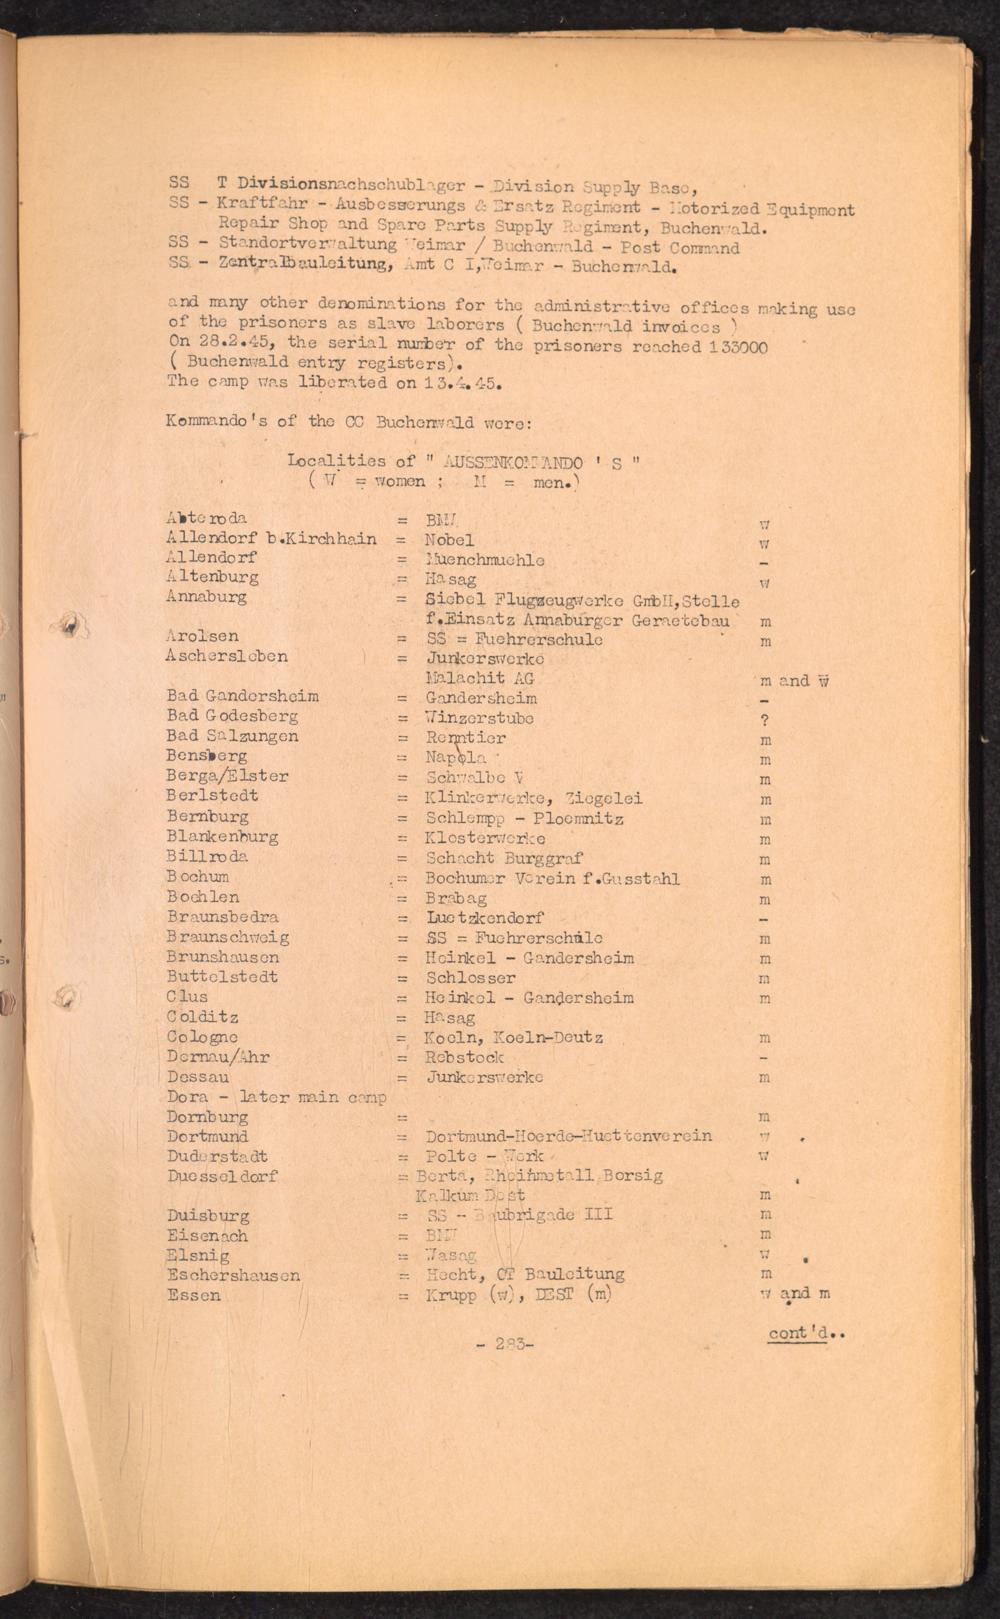 SS T Divisionsnachschublager - Division Supply Base,
SS - Kraftfahr - Ausbesserungs & Ersatz Regiment - Motorized Equipment
Repair Shop and Spare Parts Supply Regiment, Buchenwald.
SS - Standortverwaltung Weimar / Buchenwald - Post Command
SS - Zentralbauleitung, Amt C I, Weimar - Buchenwald.
and many other denominations for the administrative offices making use
of the prisoners as slave laborers ( Buchenwald invoices )
On 28.2.45, the serial number of the prisoners reached 133000
( Buchenwald entry registers).
The camp was liberated on 13.4.45.
Kommando's of the CC Buchenwald were:
Localities of " AUSSENKOMMANDO ' S "
( W = women ; M = men.)
Abteroda = BMW w
Allendorf b.Kirchhain = Nobel w
Allendorf = Muenchmuehle -
Altenburg = Hasag w
Annaburg = Siebel Flugzeugwerke GmbH,Stelle
f.Einsatz Annaburger Geraetebau m
Arolsen = SS = Fuehrerschule m
Aschersleben = Junkerswerke
Malachit AG m and w
Bad Gandersheim = Gandersheim -
Bad Godesberg = Winzerstube ?
Bad Salzungen = Renntier m
Bensberg = Napola m
Berga/Elster = Schwalbe V m
Berlstedt = Klinkerwerke, Ziegelei m
Bernburg = Schlempp - Ploemnitz m
Blankenburg = Klosterwerke m
Billroda = Schacht Burggraf m
Bochum = Bochumer Verein f.Gusstahl m
Boehlen = Brabag m
Braunsbedra = Luetzkendorf -
Braunschweig = SS = Fuehrerschule m
Brunshausen = Heinkel - Gandersheim m
Buttelstedt = Schlosser m
Clus = Heinkel - Gandersheim m
Colditz = Hasag
Cologne = Koeln, Koeln-Deutz m
Dernau/Ahr = Rebstock -
Dessau = Junkerswerke m
Dora - later main camp
Dornburg = m
Dortmund = Dortmund-Hoerde-Huettenverein w
Duderstadt = Polte - Werk w
Duesseldorf = Berta, Rheinmetall Borsig
Kalkum Dest m
Duisburg = SS - Baubrigade III m
Eisenach = BMW m
Elsnig = Wasag w
Eschershausen = Hecht, OT Bauleitung m
Essen = Krupp (w), DEST (m) w and m
cont'd..
- 283-